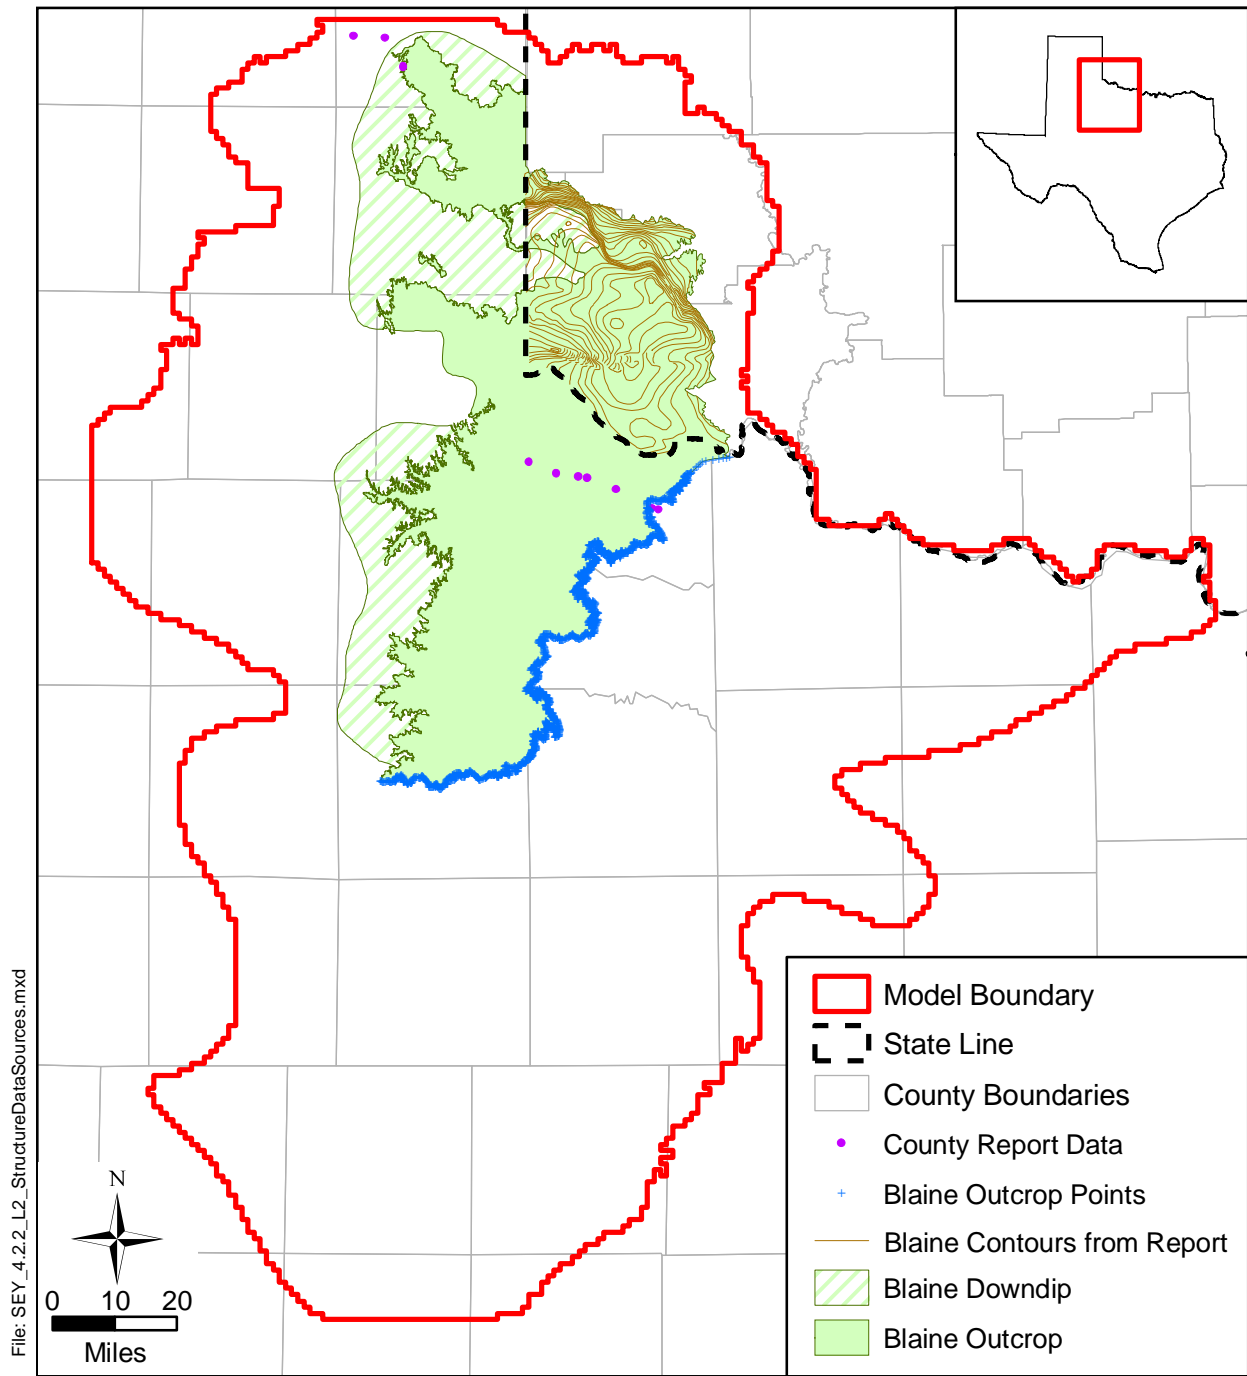 Model Boundary
State Line
County Boundaries
County Report Data
Blaine Outcrop Points
Blaine Contours from Report
Blaine Downdip
Blaine Outcrop
N
0 10 20
Miles
File: SEY_4.2.2_L2_StructureDataSources.mxd